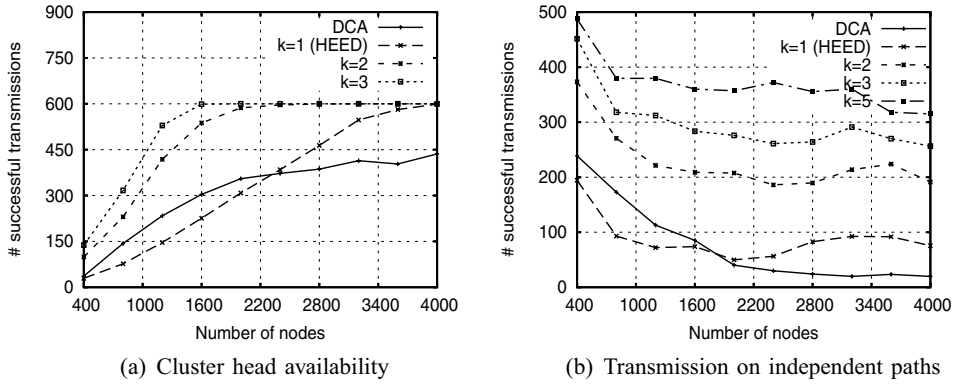 900
750
600
450
300
150
0
# successful transmissions
DCA
k=1 (HEED)
k=2
k=3
400 1000 1600 2200 2800 3400 4000
Number of nodes
(a) Cluster head availability
500
400
300
200
100
0
# successful transmissions
DCA
k=1 (HEED)
k=2
k=3
k=5
400 1000 1600 2200 2800 3400 4000
Number of nodes
(b) Transmission on independent paths